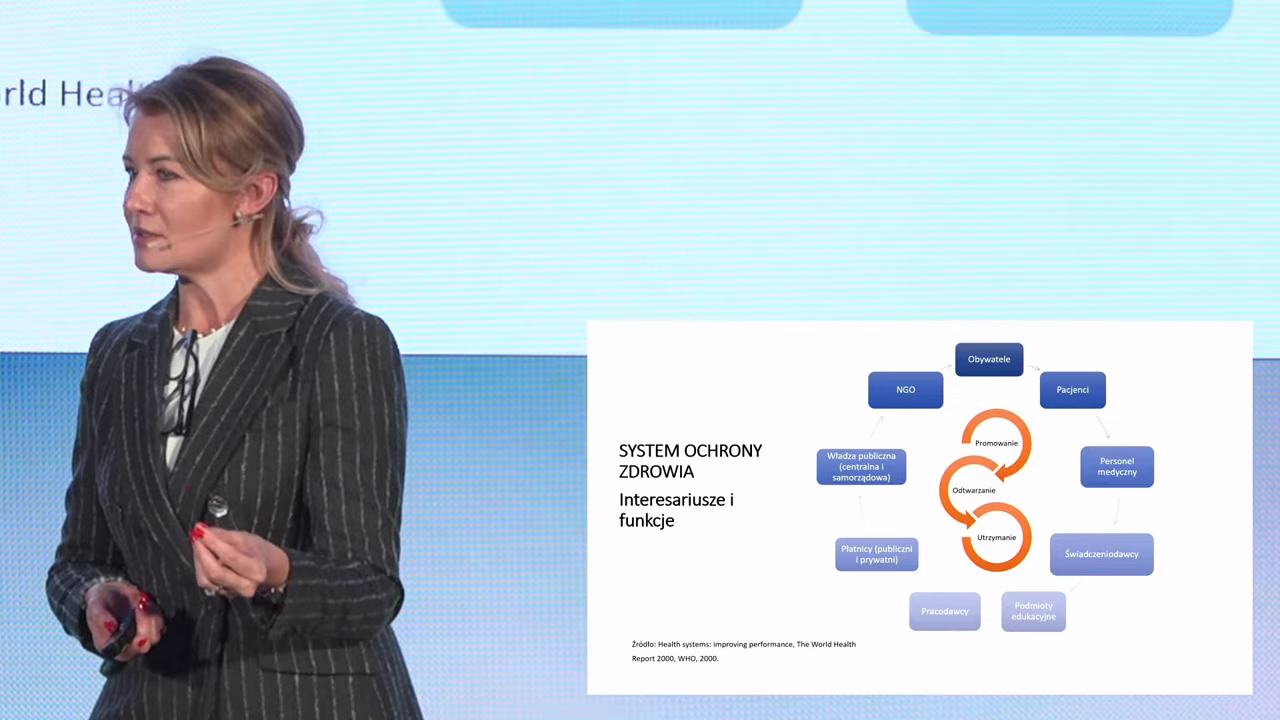 rld Heal
SYSTEM OCHRONY
ZDROWIA
Interesariusze i
funkcje
Obywatele
NGO
Pacjenci
Władza publiczna
(centralna i
samorządowa)
Personel
medyczny
Płatnicy (publiczni
i prywatni)
Świadczeniodawcy
Pracodawcy
Podmioty
edukacyjne
Promowanie
Odtwarzanie
Utrzymanie
Źródło: Health systems: improving performance, The World Health
Report 2000, WHO, 2000.